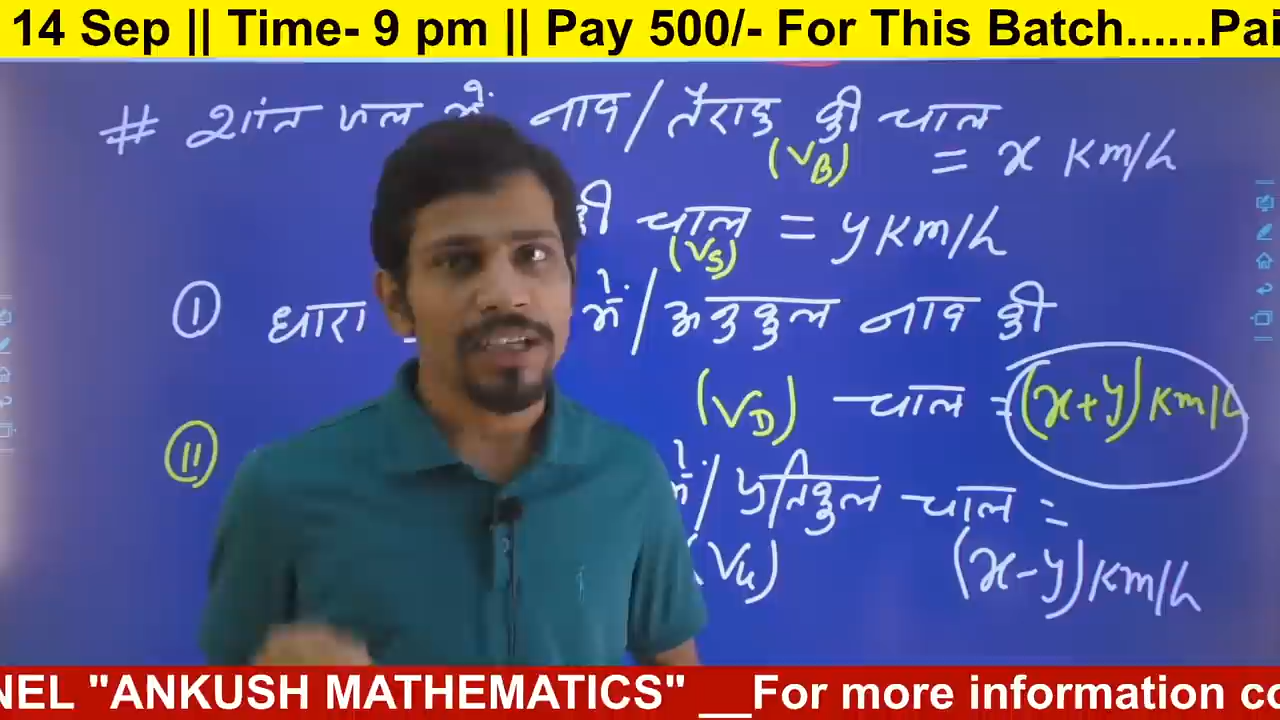 14 Sep || Time- 9 pm || Pay 500/- For This Batch......Pai
# शांत जल में नाव/तैराक की चाल
(VB) = x Km/h
की चाल = y Km/h
(VS)
① धारा में/अनुकुल नाव की
(VD) चाल = (x+y) Km/h
② में/प्रतिकुल चाल =
(Vu) (x-y) Km/h
NEL "ANKUSH MATHEMATICS" __For more information co